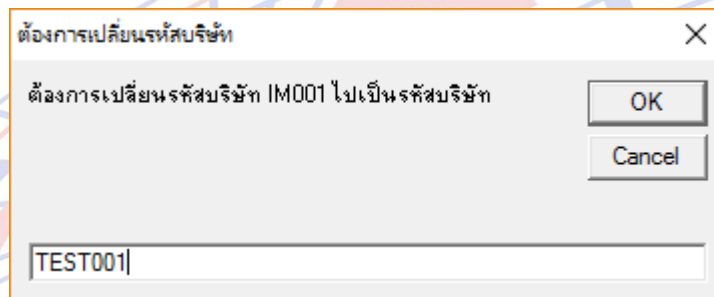 ต้องการเปลี่ยนรหัสบริษัท
ต้องการเปลี่ยนรหัสบริษัท IM001 ไปเป็นรหัสบริษัท
OK
Cancel
TEST001